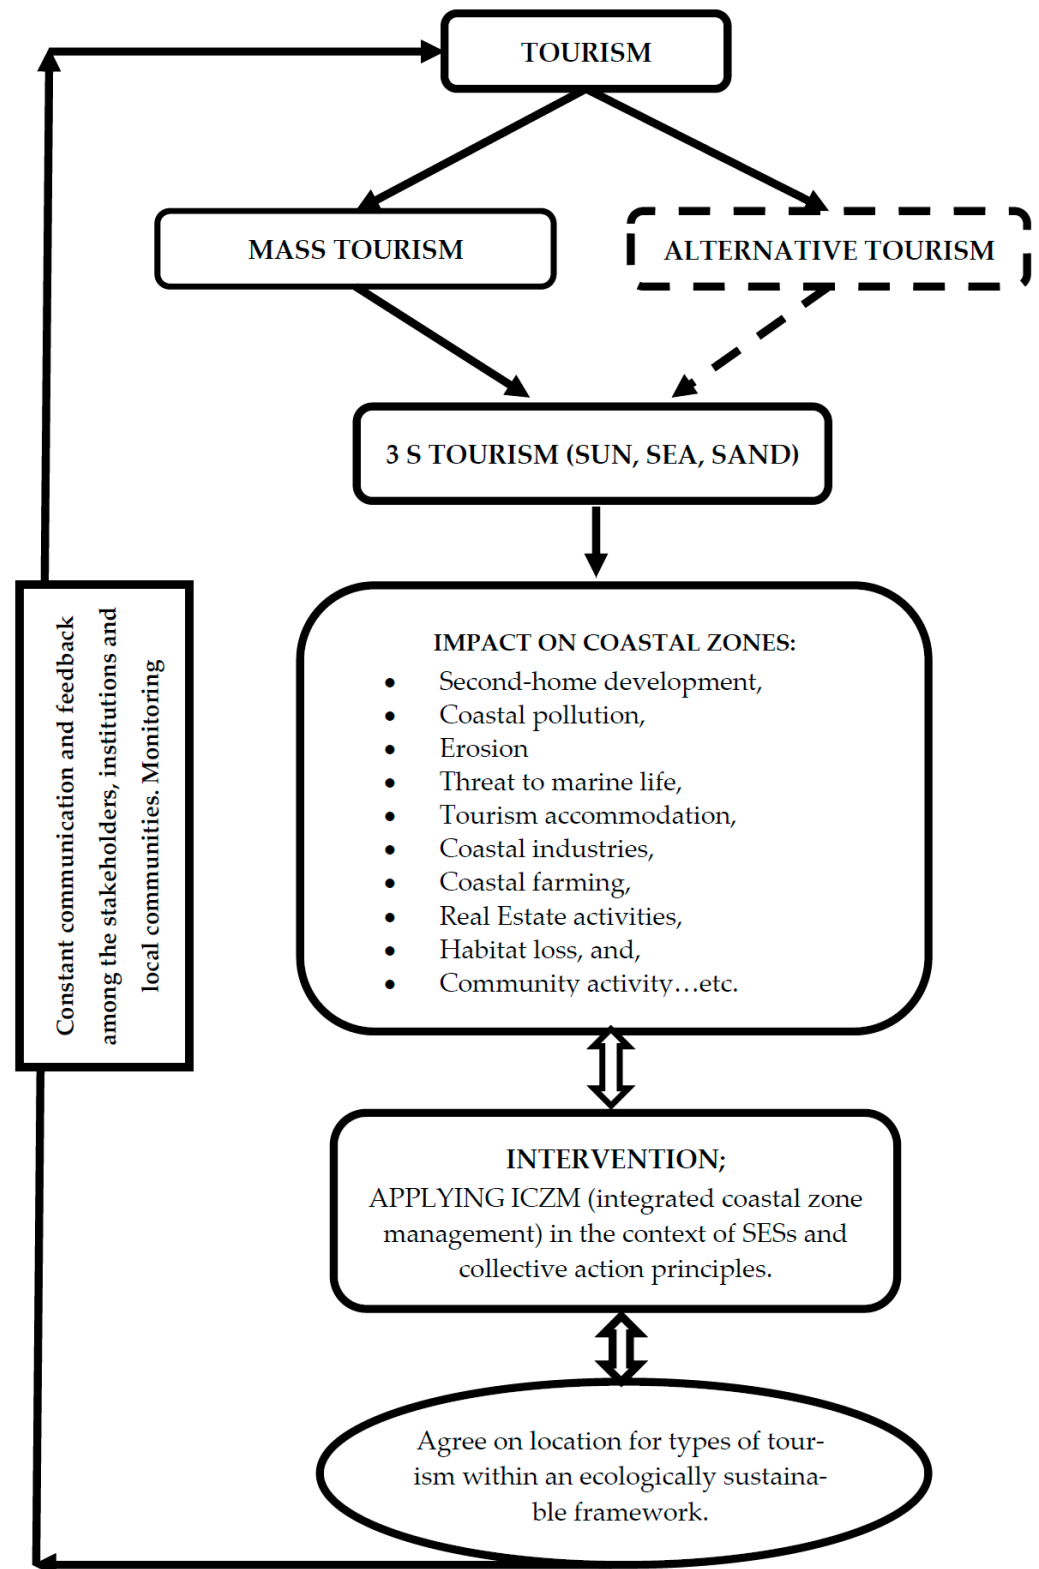 TOURISM
MASS TOURISM
ALTERNATIVE TOURISM
3 S TOURISM (SUN, SEA, SAND)
Constant communication and feedback
among the stakeholders, institutions and
local communities. Monitoring
IMPACT ON COASTAL ZONES:
• Second-home development,
• Coastal pollution,
• Erosion
• Threat to marine life,
• Tourism accommodation,
• Coastal industries,
• Coastal farming,
• Real Estate activities,
• Habitat loss, and,
• Community activity…etc.
INTERVENTION;
APPLYING ICZM (integrated coastal zone
management) in the context of SESs and
collective action principles.
Agree on location for types of tour-
ism within an ecologically sustaina-
ble framework.